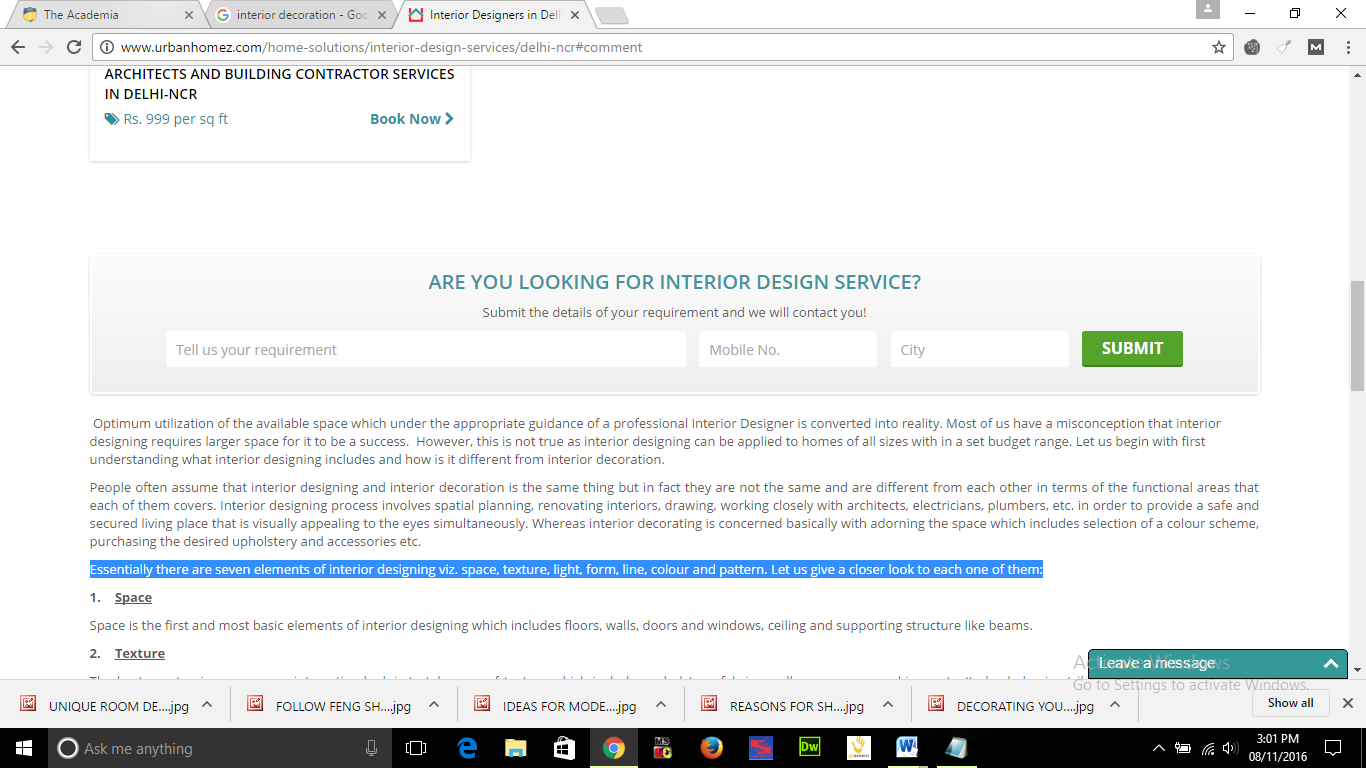 The Academia
interior decoration - Goo
Interior Designers in Delh
www.urbanhomez.com/home-solutions/interior-design-services/delhi-ncr#comment
ARCHITECTS AND BUILDING CONTRACTOR SERVICES
IN DELHI-NCR
Rs. 999 per sq ft
Book Now
ARE YOU LOOKING FOR INTERIOR DESIGN SERVICE?
Submit the details of your requirement and we will contact you!
Tell us your requirement
Mobile No.
City
SUBMIT
Optimum utilization of the available space which under the appropriate guidance of a professional Interior Designer is converted into reality. Most of us have a misconception that interior
designing requires larger space for it to be a success. However, this is not true as interior designing can be applied to homes of all sizes with in a set budget range. Let us begin with first
understanding what interior designing includes and how is it different from interior decoration.
People often assume that interior designing and interior decoration is the same thing but in fact they are not the same and are different from each other in terms of the functional areas that
each of them covers. Interior designing process involves spatial planning, renovating interiors, drawing, working closely with architects, electricians, plumbers, etc. in order to provide a safe and
secured living place that is visually appealing to the eyes simultaneously. Whereas interior decorating is concerned basically with adorning the space which includes selection of a colour scheme,
purchasing the desired upholstery and accessories etc.
Essentially there are seven elements of interior designing viz. space, texture, light, form, line, colour and pattern. Let us give a closer look to each one of them:
1. Space
Space is the first and most basic elements of interior designing which includes floors, walls, doors and windows, ceiling and supporting structure like beams.
2. Texture
Leave a message
Activate Windows
Go to Settings to activate Windows.
UNIQUE ROOM DE....jpg
FOLLOW FENG SH....jpg
IDEAS FOR MODE....jpg
REASONS FOR SH....jpg
DECORATING YOU....jpg
Show all
Ask me anything
Dw
3:01 PM
08/11/2016